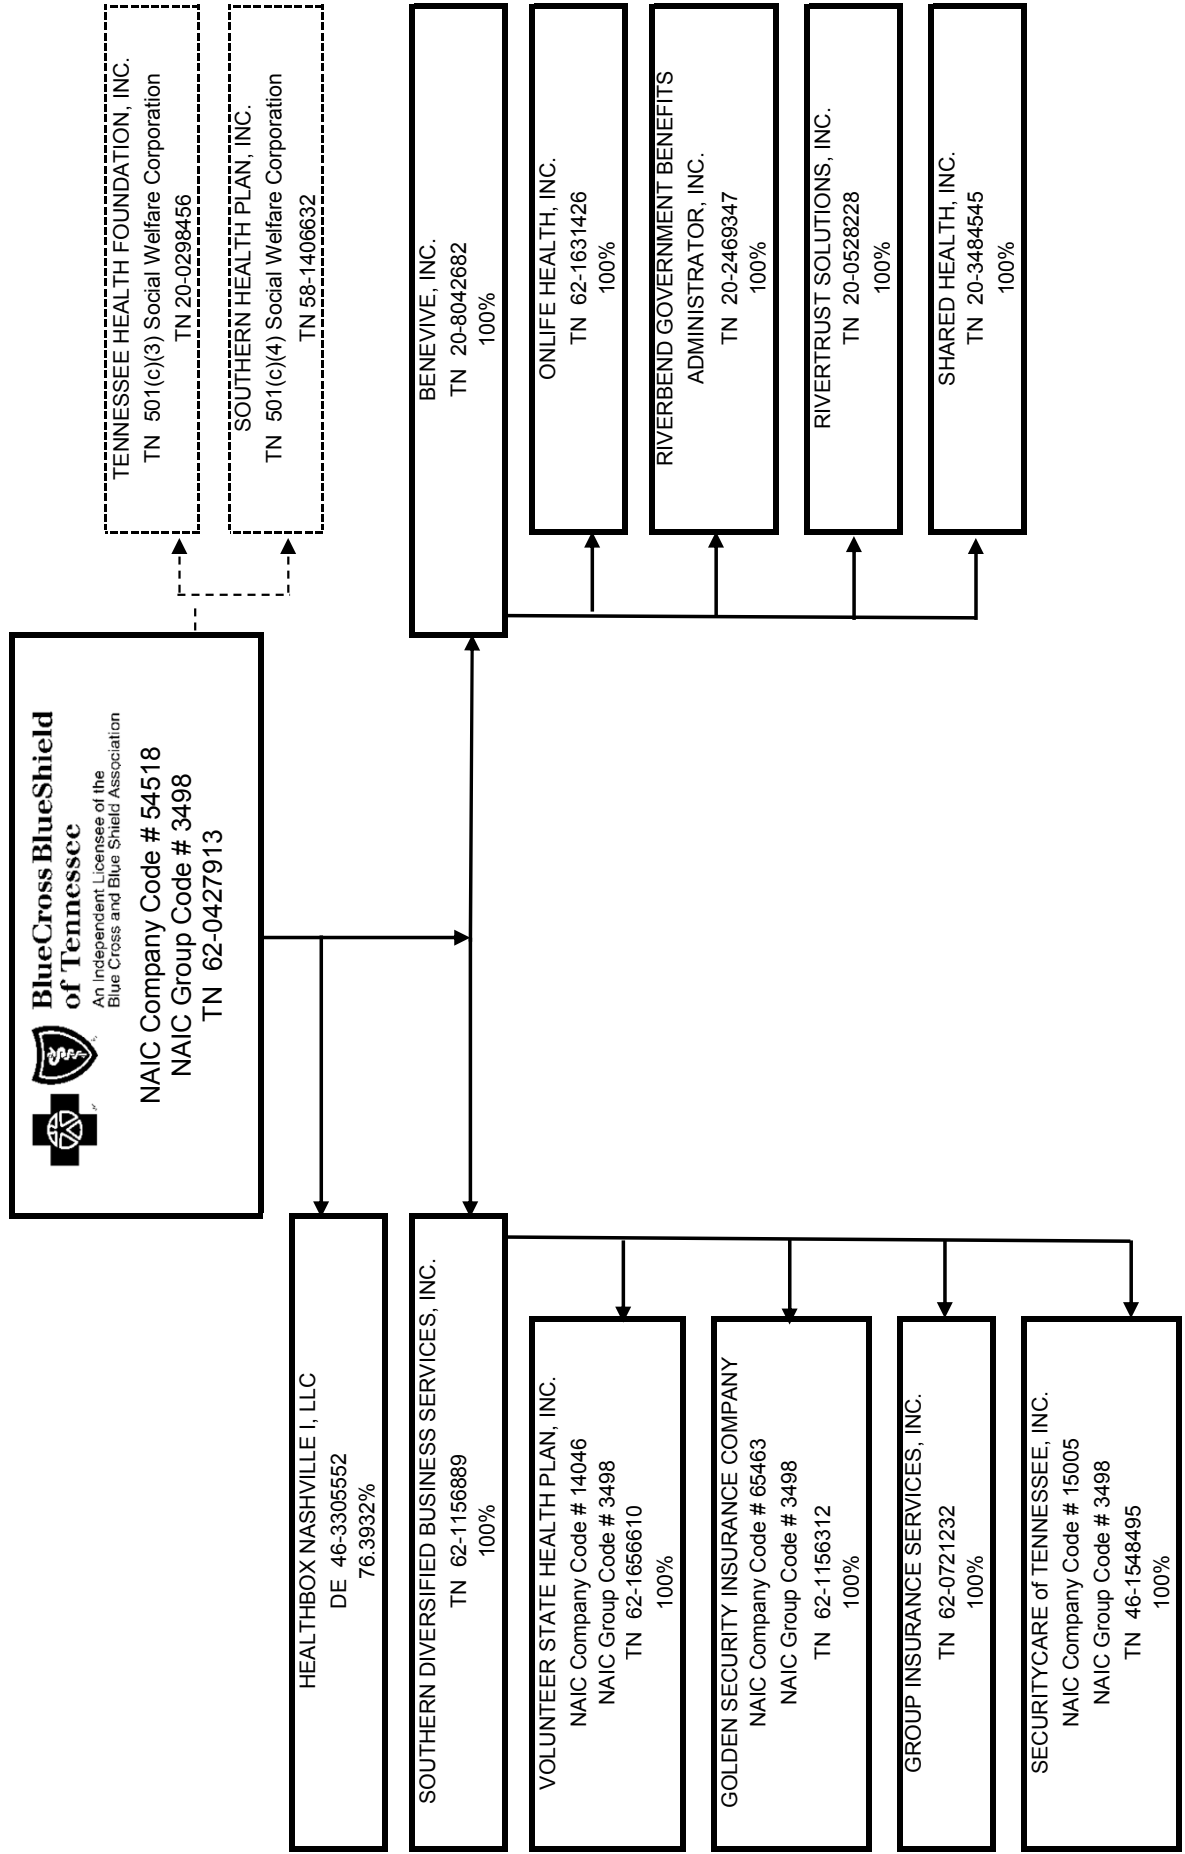 BlueCross BlueShield
of Tennessee
An Independent Licensee of the
Blue Cross and Blue Shield Association
NAIC Company Code # 54518
NAIC Group Code # 3498
TN 62-0427913
TENNESSEE HEALTH FOUNDATION, INC.
TN 501(c)(3) Social Welfare Corporation
TN 20-0298456
SOUTHERN HEALTH PLAN, INC.
TN 501(c)(4) Social Welfare Corporation
TN 58-1406632
HEALTHBOX NASHVILLE I, LLC
DE 46-3305552
76.3932%
SOUTHERN DIVERSIFIED BUSINESS SERVICES, INC.
TN 62-1156889
100%
VOLUNTEER STATE HEALTH PLAN, INC.
NAIC Company Code # 14046
NAIC Group Code # 3498
TN 62-1656610
100%
GOLDEN SECURITY INSURANCE COMPANY
NAIC Company Code # 65463
NAIC Group Code # 3498
TN 62-1156312
100%
GROUP INSURANCE SERVICES, INC.
TN 62-0721232
100%
SECURITYCARE of TENNESSEE, INC.
NAIC Company Code # 15005
NAIC Group Code # 3498
TN 46-1548495
100%
BENEVIVE, INC.
TN 20-8042682
100%
ONLIFE HEALTH, INC.
TN 62-1631426
100%
RIVERBEND GOVERNMENT BENEFITS
ADMINISTRATOR, INC.
TN 20-2469347
100%
RIVERTRUST SOLUTIONS, INC.
TN 20-0528228
100%
SHARED HEALTH, INC.
TN 20-3484545
100%